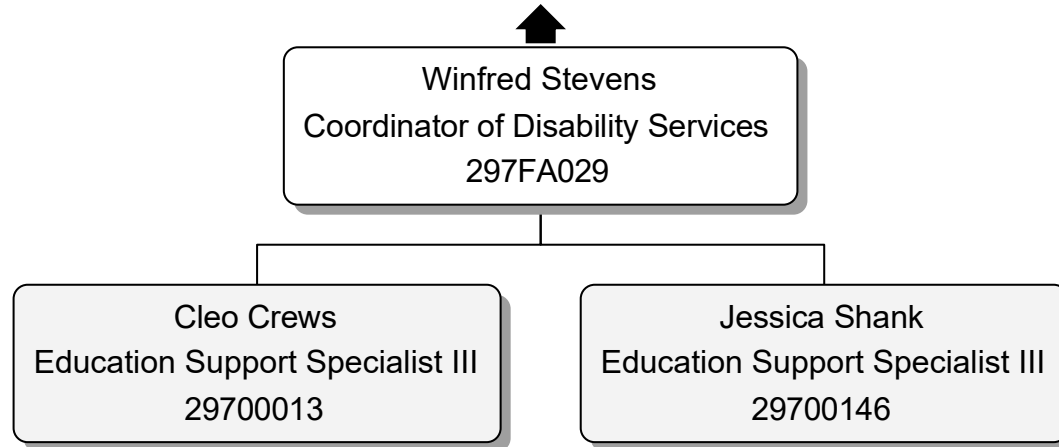 Winfred Stevens
Coordinator of Disability Services
297FA029
Cleo Crews
Education Support Specialist III
29700013
Jessica Shank
Education Support Specialist III
29700146